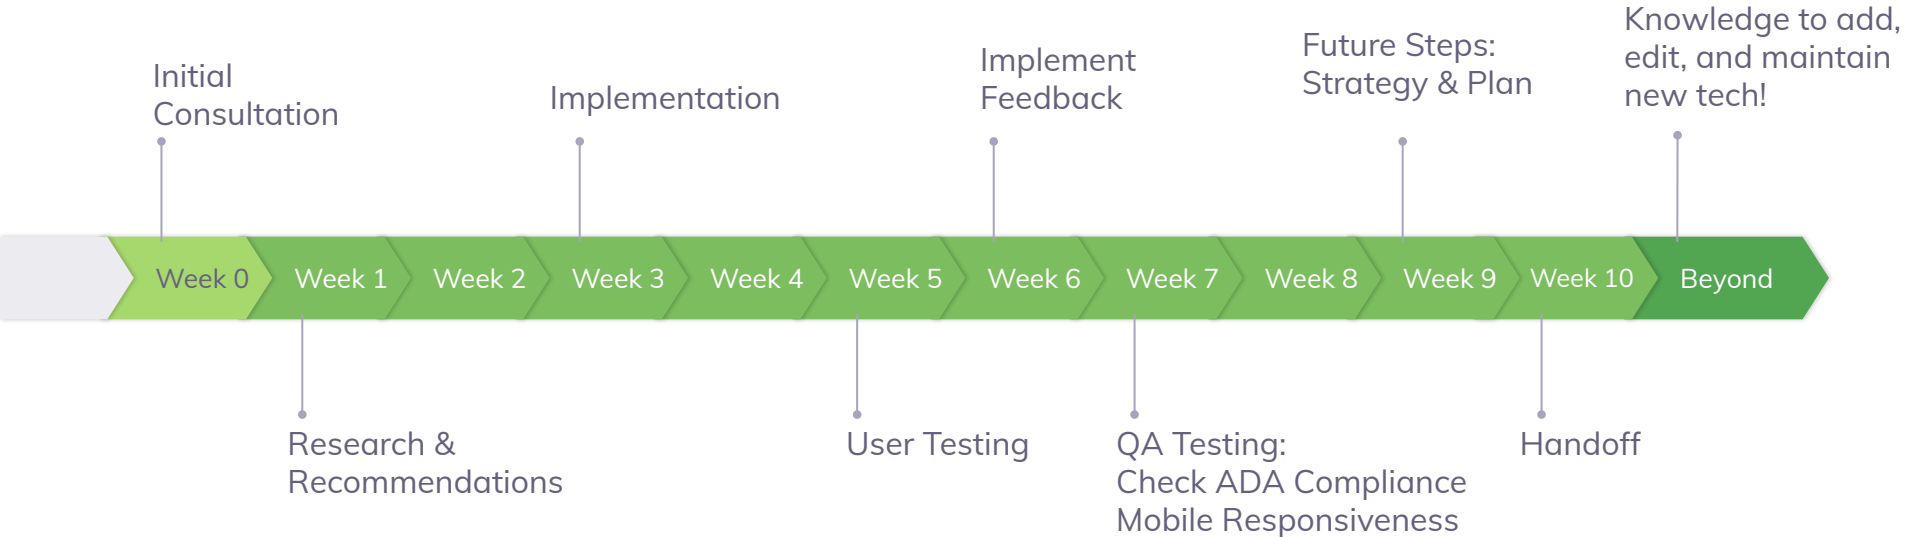 Initial
Consultation
Implementation
Implement
Feedback
Future Steps:
Strategy & Plan
Knowledge to add,
edit, and maintain
new tech!
Week 0
Week 1
Week 2
Week 3
Week 4
Week 5
Week 6
Week 7
Week 8
Week 9
Week 10
Beyond
Research &
Recommendations
User Testing
QA Testing:
Check ADA Compliance
Mobile Responsiveness
Handoff